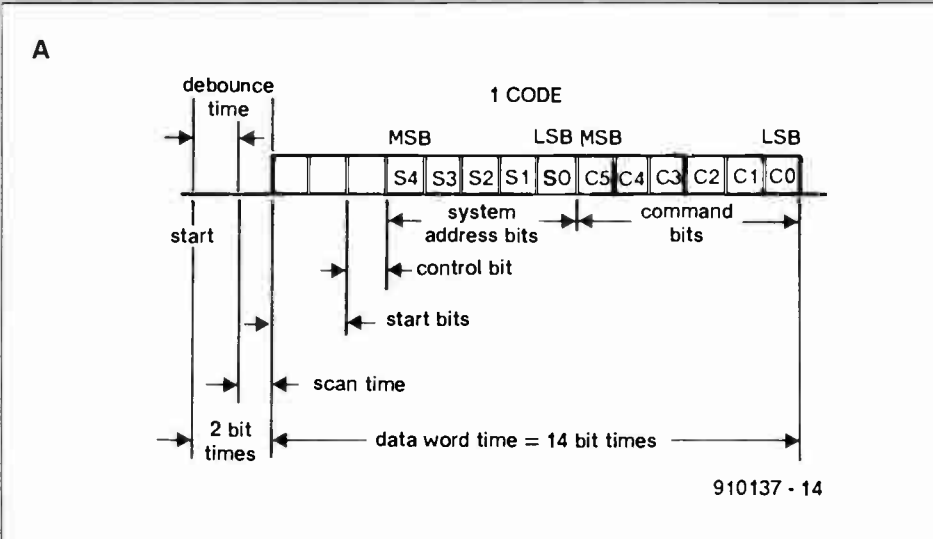 A
debounce
time
1 CODE
MSB LSB MSB LSB
S4 S3 S2 S1 S0 C5 C4 C3 C2 C1 C0
start
system
address bits
command
bits
control bit
start bits
scan time
2 bit
times
data word time = 14 bit times
910137 - 14